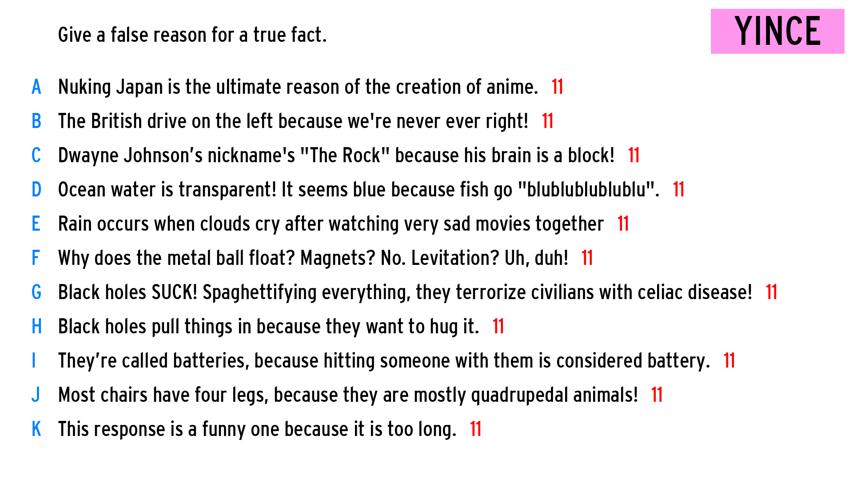 Give a false reason for a true fact.
YINCE
A Nuking Japan is the ultimate reason of the creation of anime. 11
B The British drive on the left because we're never ever right! 11
C Dwayne Johnson's nickname's "The Rock" because his brain is a block! 11
D Ocean water is transparent! It seems blue because fish go "blublublublublu". 11
E Rain occurs when clouds cry after watching very sad movies together 11
F Why does the metal ball float? Magnets? No. Levitation? Uh, duh! 11
G Black holes SUCK! Spaghettifying everything, they terrorize civilians with celiac disease! 11
H Black holes pull things in because they want to hug it. 11
I They're called batteries, because hitting someone with them is considered battery. 11
J Most chairs have four legs, because they are mostly quadrupedal animals! 11
K This response is a funny one because it is too long. 11